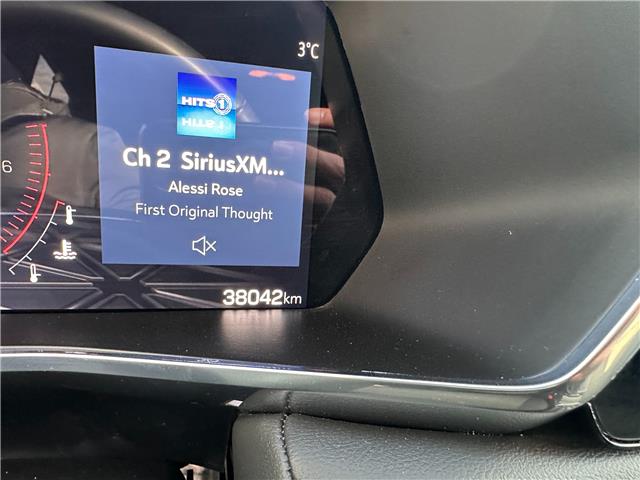 3°C
HITS 1
Ch 2 SiriusXM...
Alessi Rose
First Original Thought
6
38042km